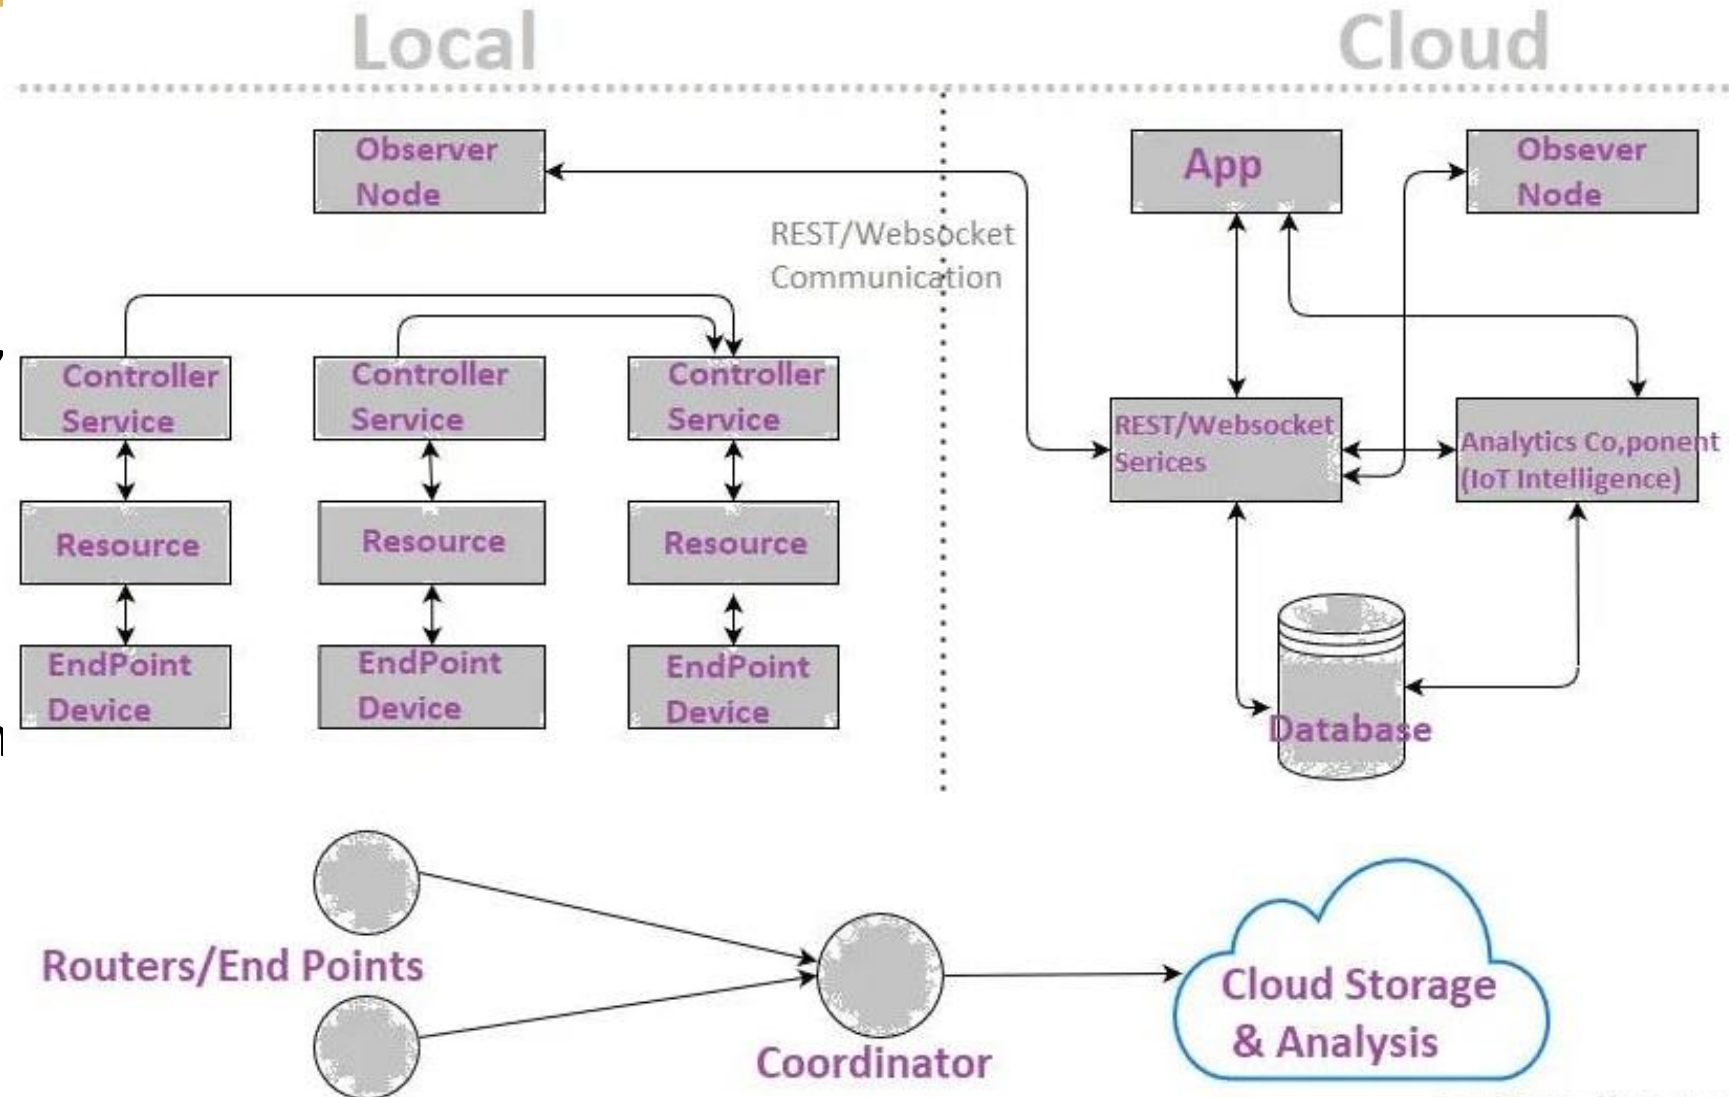 Local
Cloud
Observer
Node
App
Obsever
Node
REST/Websocket
Communication
Controller
Service
Controller
Service
Controller
Service
REST/Websocket
Serices
Analytics Co,ponent
(IoT Intelligence)
Resource
Resource
Resource
EndPoint
Device
EndPoint
Device
EndPoint
Device
Database
Routers/End Points
Coordinator
Cloud Storage
& Analysis